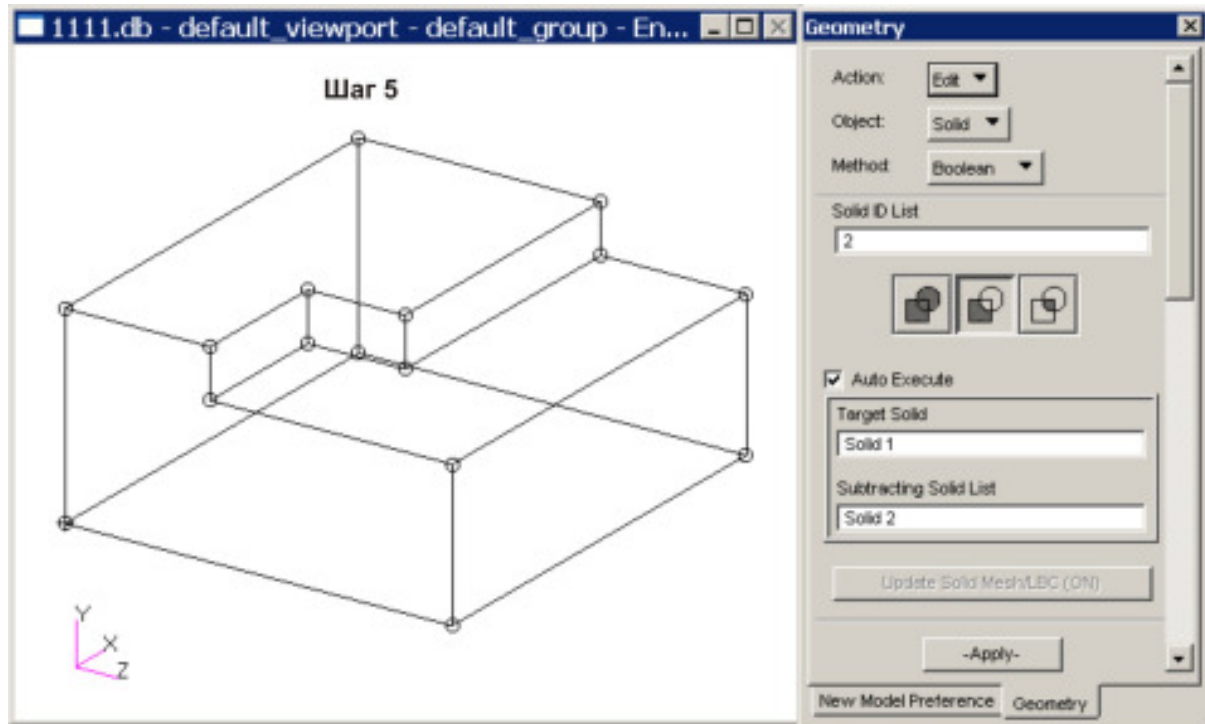 1111.db - default_viewport - default_group - En...
Шаг 5
Y
X
Z
Geometry
Action: Edit
Object: Solid
Method: Boolean
Solid ID List
2
Auto Execute
Target Solid
Solid 1
Subtracting Solid List
Solid 2
Update Solid Mesh/LBC (ON)
-Apply-
New Model Preference Geometry